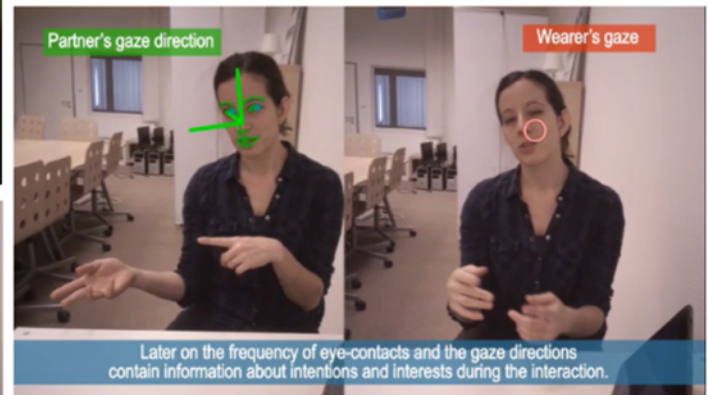 Partner's gaze direction
Wearer's gaze
Later on the frequency of eye-contacts and the gaze directions
contain information about intentions and interests during the interaction.